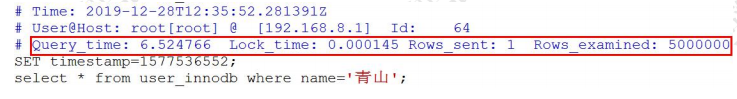 # Time: 2019-12-28T12:35:52.281391Z
# User@Host: root[root] @  [192.168.8.1]  Id:    64
# Query_time: 6.524766  Lock_time: 0.000145 Rows_sent: 1  Rows_examined: 5000000
SET timestamp=1577536552;
select * from user_innodb where name='青山';